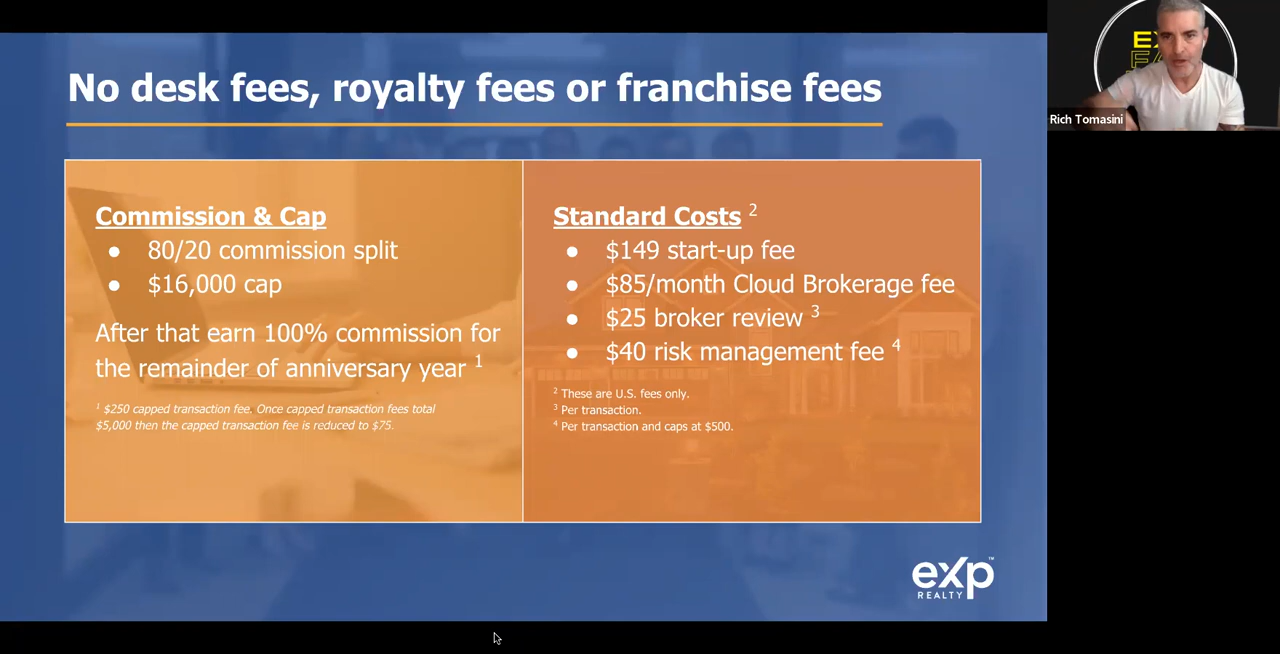 No desk fees, royalty fees or franchise fees
Commission & Cap
● 80/20 commission split
● $16,000 cap
After that earn 100% commission for
the remainder of anniversary year 1
1 $250 capped transaction fee. Once capped transaction fees total
$5,000 then the capped transaction fee is reduced to $75.
Standard Costs 2
● $149 start-up fee
● $85/month Cloud Brokerage fee
● $25 broker review 3
● $40 risk management fee 4
2 These are U.S. fees only.
3 Per transaction.
4 Per transaction and caps at $500.
exp™
REALTY
Rich Tomasini